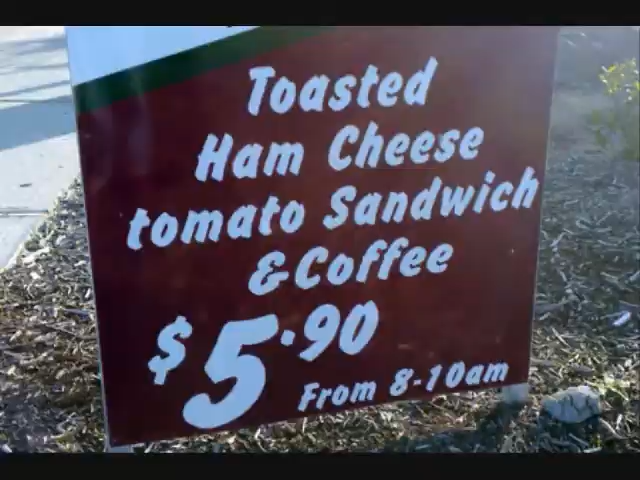 Toasted
Ham Cheese
tomato Sandwich
& Coffee
$5.90
From 8-10am